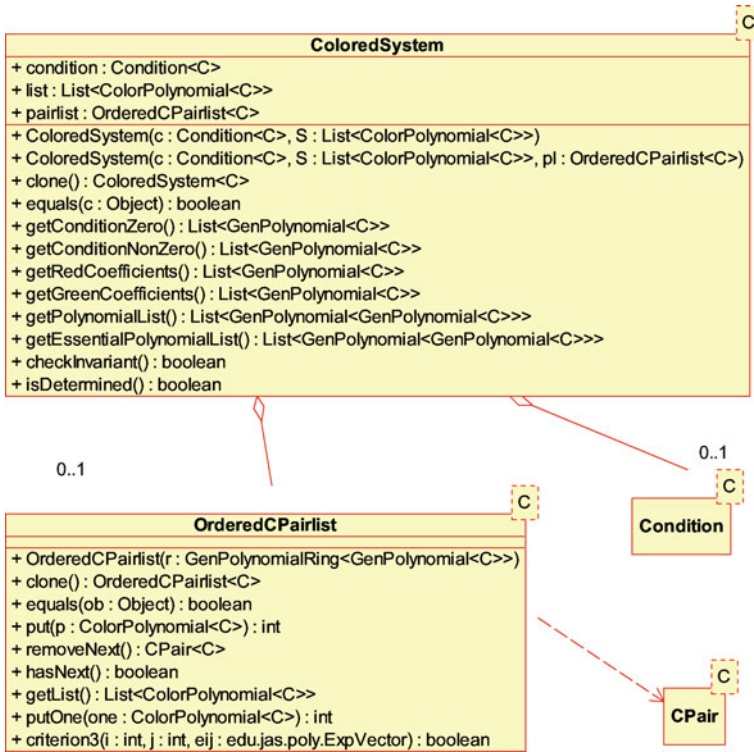 C
ColoredSystem
+ condition : Condition<C>
+ list : List<ColorPolynomial<C>>
+ pairlist : OrderedCPairlist<C>
+ ColoredSystem(c : Condition<C>, S : List<ColorPolynomial<C>>)
+ ColoredSystem(c : Condition<C>, S : List<ColorPolynomial<C>>, pl : OrderedCPairlist<C>)
+ clone() : ColoredSystem<C>
+ equals(c : Object) : boolean
+ getConditionZero() : List<GenPolynomial<C>>
+ getConditionNonZero() : List<GenPolynomial<C>>
+ getRedCoefficients() : List<GenPolynomial<C>>
+ getGreenCoefficients() : List<GenPolynomial<C>>
+ getPolynomialList() : List<GenPolynomial<GenPolynomial<C>>>
+ getEssentialPolynomialList() : List<GenPolynomial<GenPolynomial<C>>>
+ checkInvariant() : boolean
+ isDetermined() : boolean
0..1
0..1
C
OrderedCPairlist
+ OrderedCPairlist(r : GenPolynomialRing<GenPolynomial<C>>)
+ clone() : OrderedCPairlist<C>
+ equals(ob : Object) : boolean
+ put(p : ColorPolynomial<C>) : int
+ removeNext() : CPair<C>
+ hasNext() : boolean
+ getList() : List<ColorPolynomial<C>>
+ putOne(one : ColorPolynomial<C>) : int
+ criterion3(i : int, j : int, eij : edu.jas.poly.ExpVector) : boolean
C
Condition
C
CPair